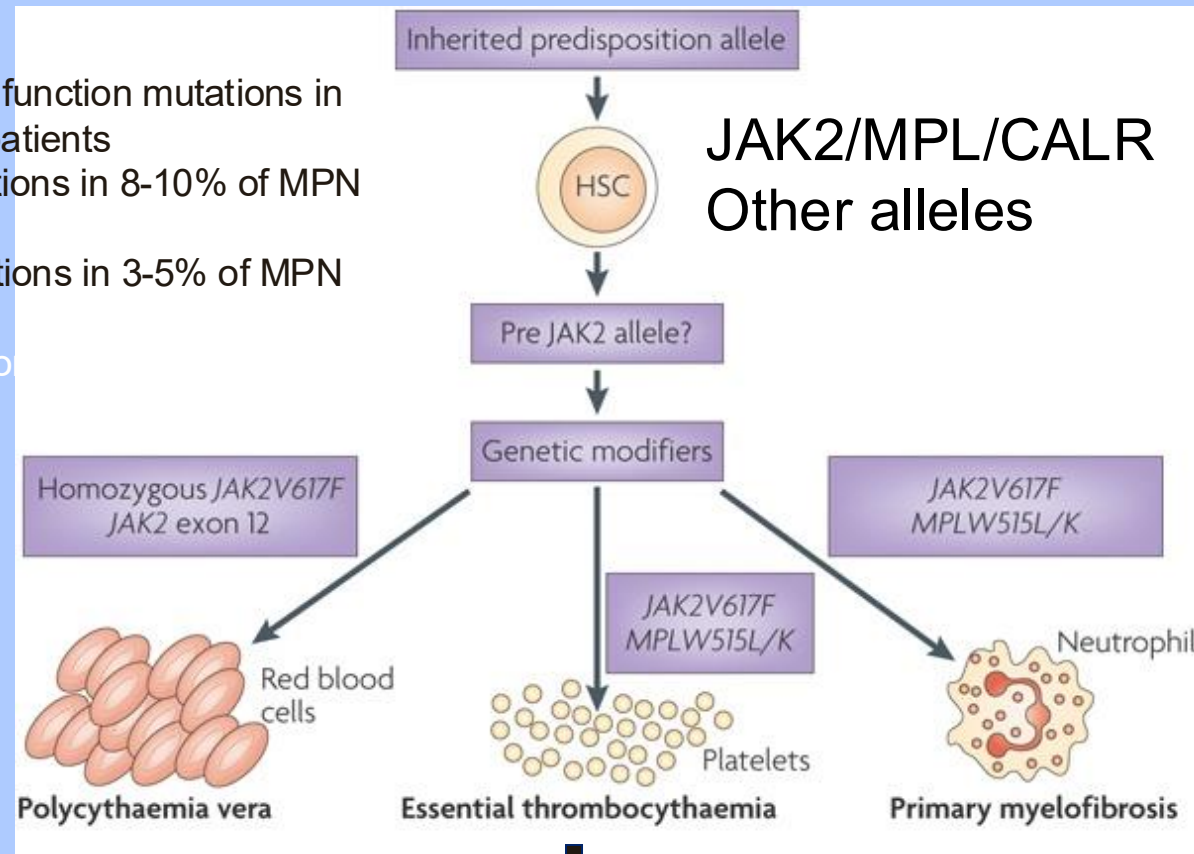 Inherited predisposition allele
function mutations in
atients
tions in 8-10% of MPN
tions in 3-5% of MPN
JAK2/MPL/CALR
Other alleles
HSC
Pre JAK2 allele?
Genetic modifiers
Homozygous JAK2V617F
JAK2 exon 12
JAK2V617F
MPLW515L/K
JAK2V617F
MPLW515L/K
Red blood
cells
Platelets
Neutrophil
Polycythaemia vera
Essential thrombocythaemia
Primary myelofibrosis